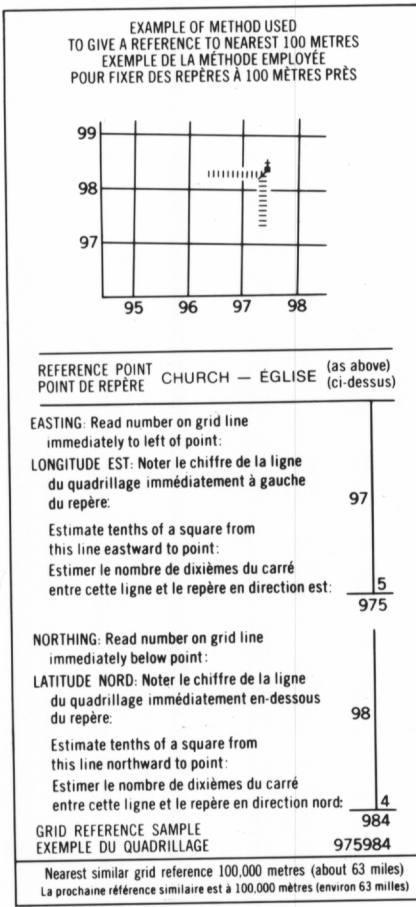 EXAMPLE OF METHOD USED
TO GIVE A REFERENCE TO NEAREST 100 METRES
EXEMPLE DE LA MÉTHODE EMPLOYÉE
POUR FIXER DES REPÈRES À 100 MÈTRES PRÈS
99
98
97
95 96 97 98
REFERENCE POINT CHURCH — ÉGLISE (as above)
POINT DE REPÈRE (ci-dessus)
EASTING: Read number on grid line
immediately to left of point:
LONGITUDE EST: Noter le chiffre de la ligne
du quadrillage immédiatement à gauche
du repère: 97
Estimate tenths of a square from
this line eastward to point:
Estimer le nombre de dixièmes du carré
entre cette ligne et le repère en direction est: 5
975
NORTHING: Read number on grid line
immediately below point:
LATITUDE NORD: Noter le chiffre de la ligne
du quadrillage immédiatement en-dessous
du repère: 98
Estimate tenths of a square from
this line northward to point:
Estimer le nombre de dixièmes du carré
entre cette ligne et le repère en direction nord: 4
984
GRID REFERENCE SAMPLE
EXEMPLE DU QUADRILLAGE 975984
Nearest similar grid reference 100,000 metres (about 63 miles)
La prochaine référence similaire est à 100,000 mètres (environ 63 milles)